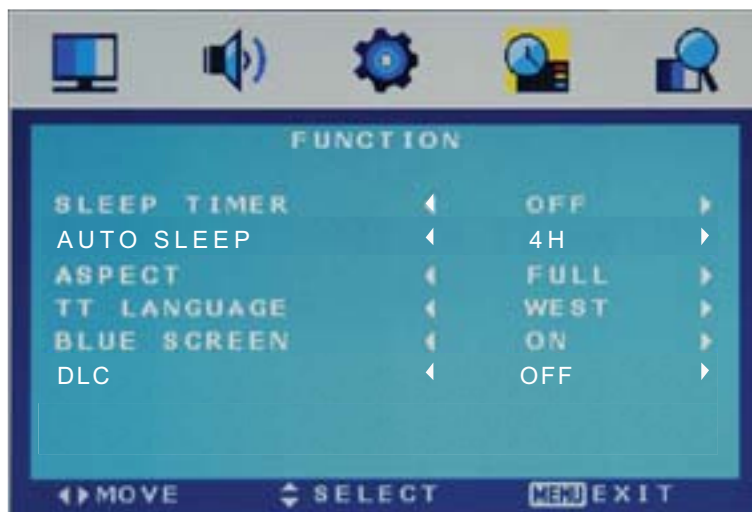 FUNCTION
SLEEP TIMER OFF
AUTO SLEEP 4H
ASPECT FULL
TT LANGUAGE WEST
BLUE SCREEN ON
DLC OFF
MOVE SELECT MENU EXIT